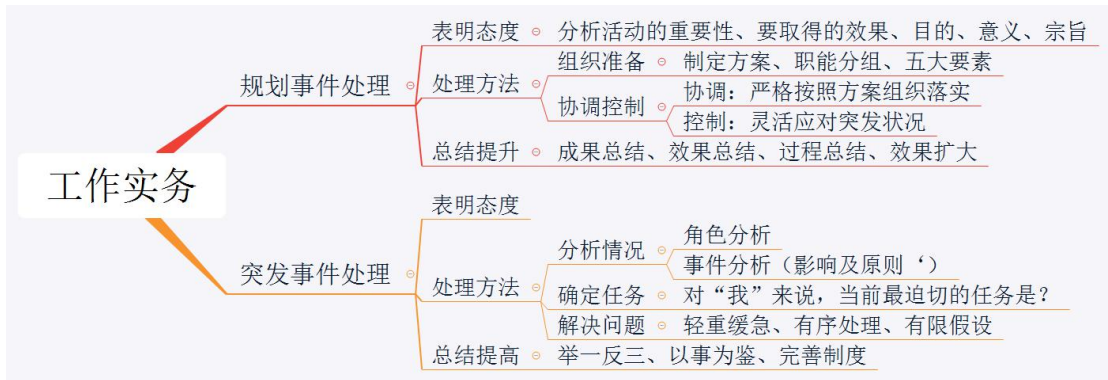 工作实务
规划事件处理
表明态度
分析活动的重要性、要取得的效果、目的、意义、宗旨
处理方法
组织准备
制定方案、职能分组、五大要素
协调控制
协调：严格按照方案组织落实
控制：灵活应对突发状况
总结提升
成果总结、效果总结、过程总结、效果扩大
突发事件处理
表明态度
处理方法
分析情况
角色分析
事件分析（影响及原则‘）
确定任务
对“我”来说，当前最迫切的任务是？
解决问题
轻重缓急、有序处理、有限假设
总结提高
举一反三、以事为鉴、完善制度